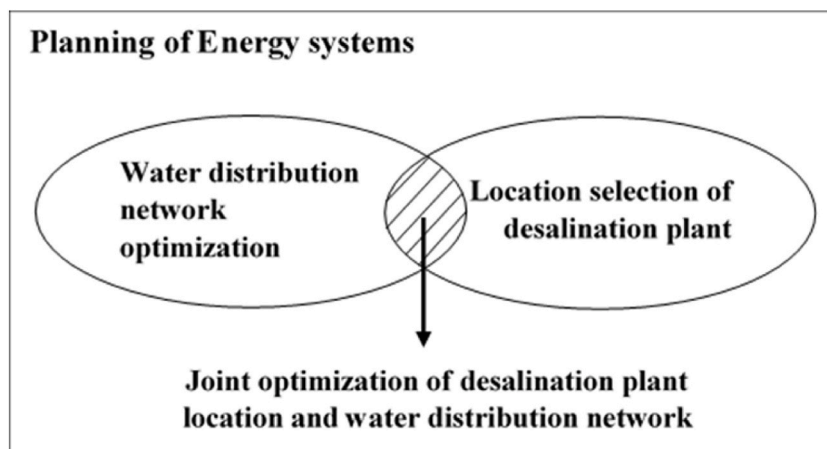 Planning of Energy systems
Water distribution
network
optimization
Location selection of
desalination plant
Joint optimization of desalination plant
location and water distribution network